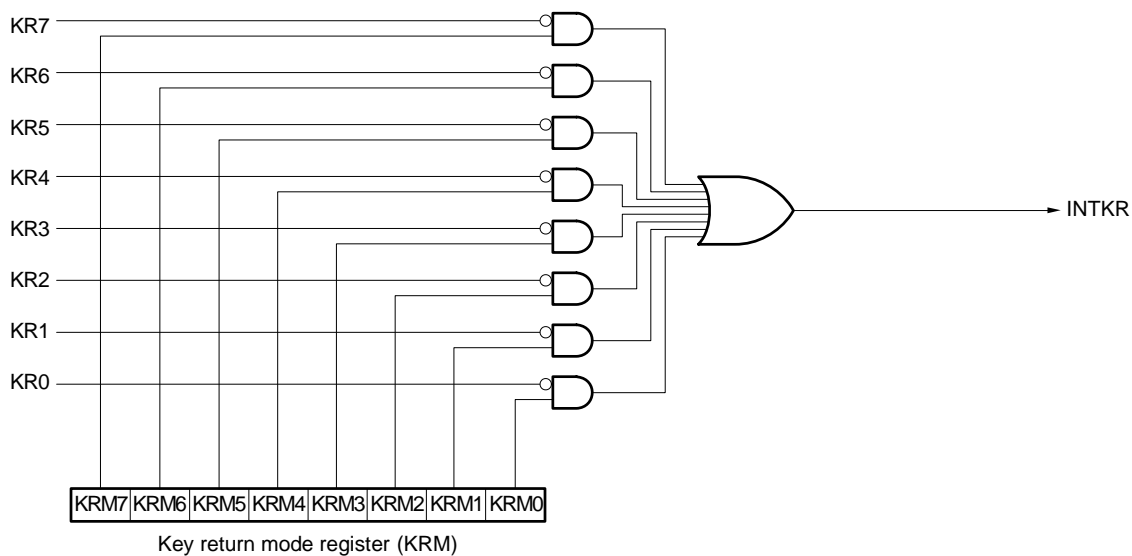 KR7
KR6
KR5
KR4
KR3
KR2
KR1
KR0
INTKR
KRM7 KRM6 KRM5 KRM4 KRM3 KRM2 KRM1 KRM0
Key return mode register (KRM)